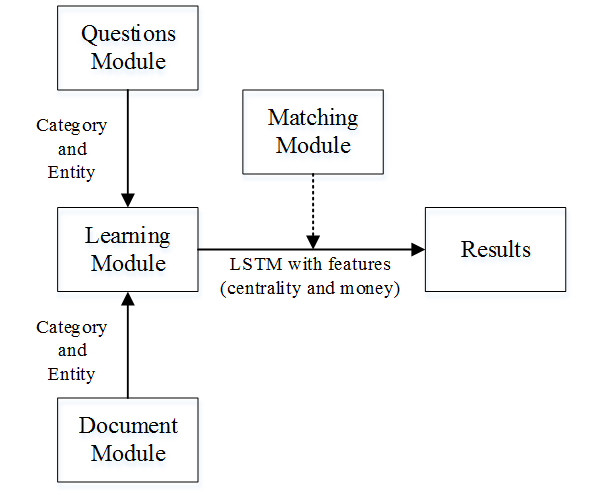 Questions
Module
Category
and
Entity
Matching
Module
Learning
Module
LSTM with features
(centrality and money)
Results
Category
and
Entity
Document
Module